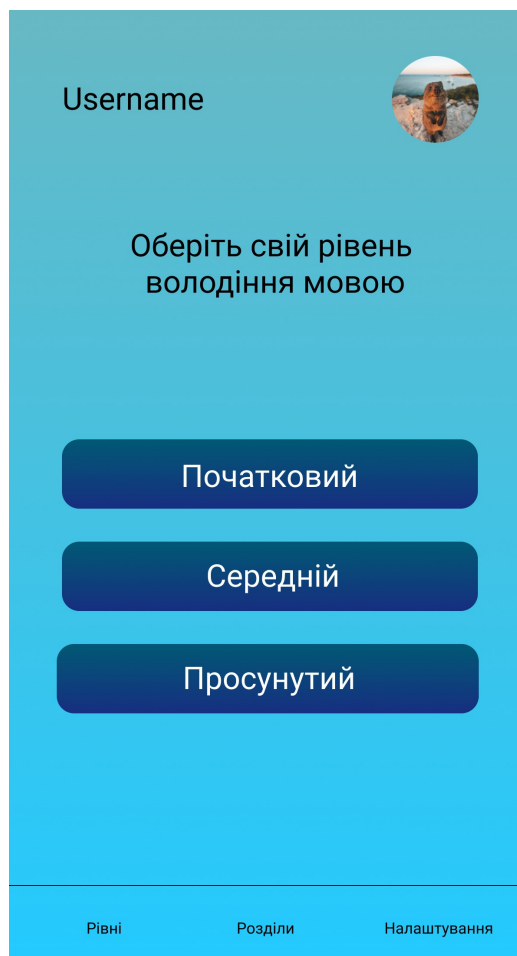 Username
Оберіть свій рівень
володіння мовою
Початковий
Середній
Просунутий
Рівні
Розділи
Налаштування